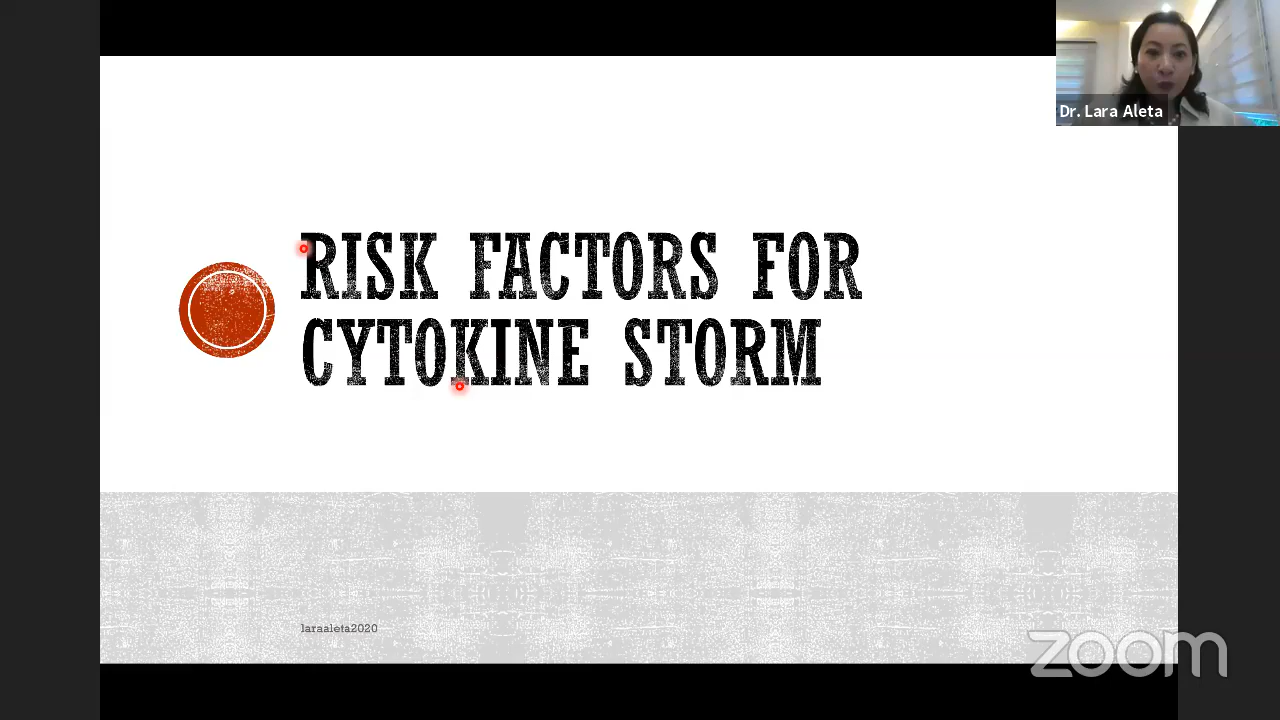 Dr. Lara Aleta
RISK FACTORS FOR
CYTOKINE STORM
laraaleta2020
zoom